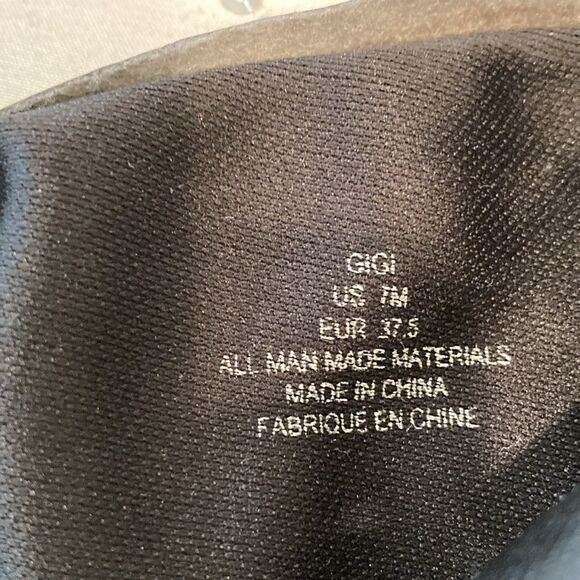 GIGI
US 7M
EUR 37.5
ALL MAN MADE MATERIALS
MADE IN CHINA
FABRIQUE EN CHINE